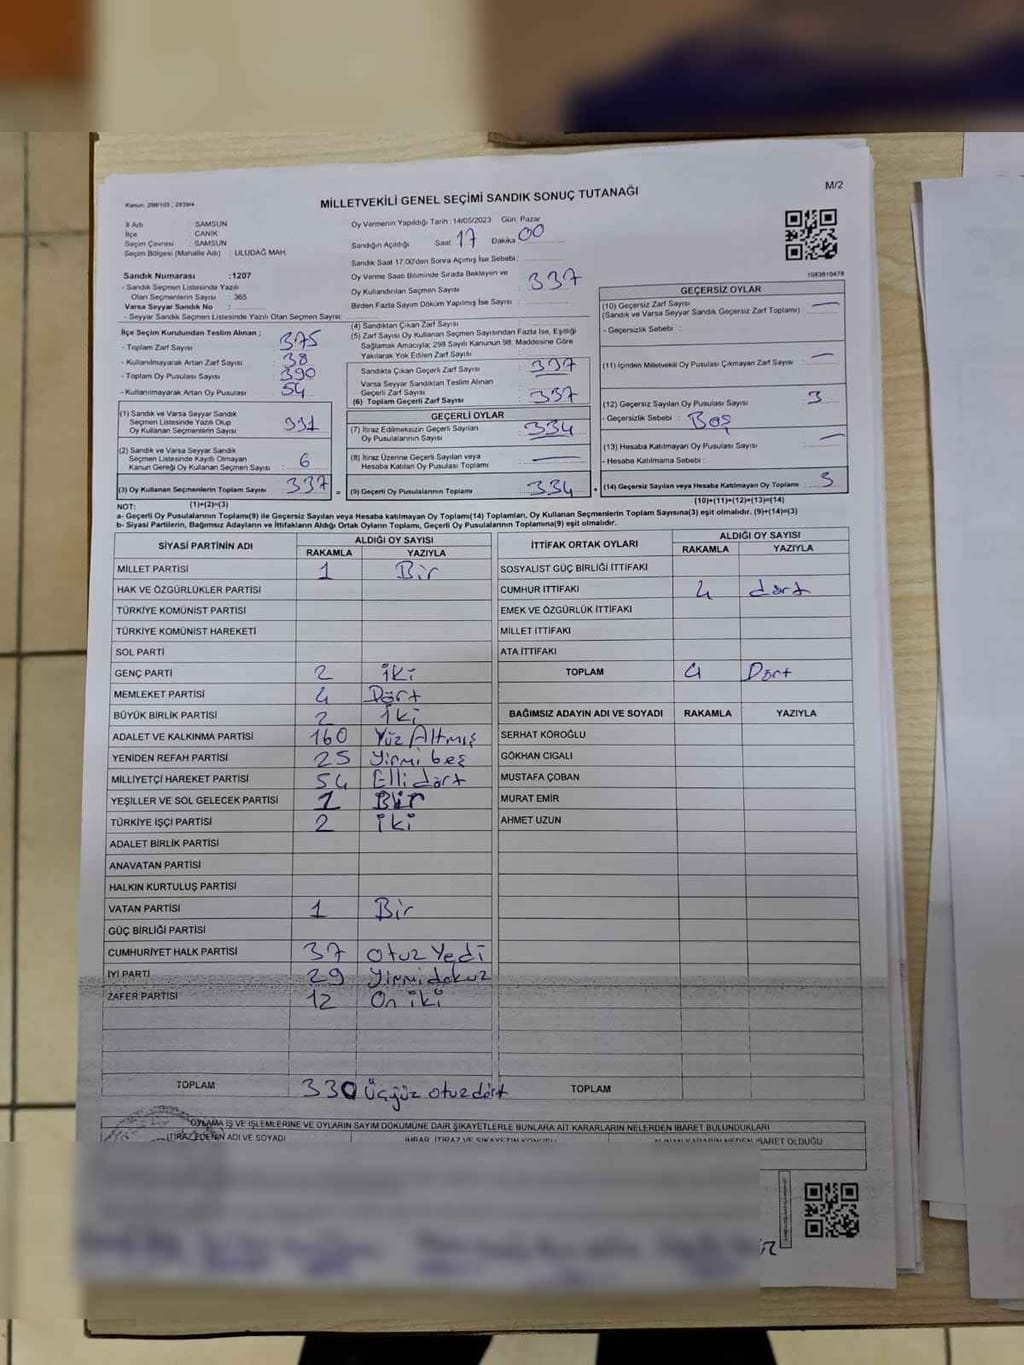 M/2
Kanun: 298/105 ; 2839/4
MİLLETVEKİLİ GENEL SEÇİMİ SANDIK SONUÇ TUTANAĞI
İl Adı : SAMSUN
İlçe : CANİK
Seçim Çevresi : SAMSUN
Seçim Bölgesi (Mahalle Adı) : ULUDAĞ MAH.
Sandık Numarası :1207
- Sandık Seçmen Listesinde Yazılı
Olan Seçmenlerin Sayısı : 365
Varsa Seyyar Sandık No :
- Seyyar Sandık Seçmen Listesinde Yazılı Olan Seçmen Sayısı:
Oy Vermenin Yapıldığı Tarih : 14/05/2023 Gün: Pazar
Sandığın Açıldığı Saat: 17 Dakika 00
Sandık Saat 17:00'den Sonra Açımış İse Sebebi :
Oy Verme Saati Bitiminde Sırada Bekleyen ve
Oy Kullandırılan Seçmen Sayısı : 337
Birden Fazla Sayım Döküm Yapılmış İse Sayısı :
1083610478
İlçe Seçim Kurulundan Teslim Alınan ;
- Toplam Zarf Sayısı : 375
- Kullanılmayarak Artan Zarf Sayısı : 38
- Toplam Oy Pusulası Sayısı : 390
- Kullanılmayarak Artan Oy Pusulası : 54
(1) Sandık ve Varsa Seyyar Sandık
Seçmen Listesinde Yazılı Olup
Oy Kullanan Seçmenlerin Sayısı : 331
(2) Sandık ve Varsa Seyyar Sandık
Seçmen Listesinde Kayıtlı Olmayan
Kanun Gereği Oy Kullanan Seçmen Sayısı : 6
(3) Oy Kullanan Seçmenlerin Toplam Sayısı : 337
(1)+(2)=(3)
(4) Sandıktan Çıkan Zarf Sayısı
(5) Zarf Sayısı Oy Kullanan Seçmen Sayısından Fazla İse, Eşitliği
Sağlamak Amacıyla; 298 Sayılı Kanunun 98. Maddesine Göre
Yakılarak Yok Edilen Zarf Sayısı :
Sandıkta Çıkan Geçerli Zarf Sayısı : 337
Varsa Seyyar Sandıktan Teslim Alınan
Geçerli Zarf Sayısı
(6) Toplam Geçerli Zarf Sayısı : 337
GEÇERLİ OYLAR
(7) İtiraz Edilmeksizin Geçerli Sayılan
Oy Pusulalarının Sayısı : 334
(8) İtiraz Üzerine Geçerli Sayılan veya
Hesaba Katılan Oy Pusulası Toplamı :
(9) Geçerli Oy Pusulalarının Toplamı : 334
GEÇERSİZ OYLAR
(10) Geçersiz Zarf Sayısı
(Sandık ve Varsa Seyyar Sandık Geçersiz Zarf Toplamı) :
- Geçersizlik Sebebi :
(11) İçinden Milletvekili Oy Pusulası Çıkmayan Zarf Sayısı :
(12) Geçersiz Sayılan Oy Pusulası Sayısı : 3
- Geçersizlik Sebebi : Boş
(13) Hesaba Katılmayan Oy Pusulası Sayısı :
- Hesaba Katılmama Sebebi :
(14) Geçersiz Sayılan veya Hesaba Katılmayan Oy Toplamı : 3
(10)+(11)+(12)+(13)=(14)
NOT:
a- Geçerli Oy Pusulalarının Toplamı(9) ile Geçersiz Sayılan veya Hesaba katılmayan Oy Toplamı(14) Toplamları, Oy Kullanan Seçmenlerin Toplam Sayısına(3) eşit olmalıdır. (9)+(14)=(3)
b- Siyasi Partilerin, Bağımsız Adayların ve İttifakların Aldığı Ortak Oyların Toplamı, Geçerli Oy Pusulalarının Toplamına(9) eşit olmalıdır.
SİYASİ PARTİNİN ADI ALDIĞI OY SAYISI
RAKAMLA YAZIYLA
MİLLET PARTİSİ 1 Bir
HAK VE ÖZGÜRLÜKLER PARTİSİ
TÜRKİYE KOMÜNİST PARTİSİ
TÜRKİYE KOMÜNİST HAREKETİ
SOL PARTİ
GENÇ PARTİ 2 iki
MEMLEKET PARTİSİ 4 Dört
BÜYÜK BİRLİK PARTİSİ 2 İki
ADALET VE KALKINMA PARTİSİ 160 Yüz Altmış
YENİDEN REFAH PARTİSİ 25 Yirmi beş
MİLLİYETÇİ HAREKET PARTİSİ 54 Elli dört
YEŞİLLER VE SOL GELECEK PARTİSİ 1 Bir
TÜRKİYE İŞÇİ PARTİSİ 2 iki
ADALET BİRLİK PARTİSİ
ANAVATAN PARTİSİ
HALKIN KURTULUŞ PARTİSİ
VATAN PARTİSİ 1 Bir
GÜÇ BİRLİĞİ PARTİSİ
CUMHURİYET HALK PARTİSİ 37 otuz Yedi
İYİ PARTİ 29 Yirmi dokuz
ZAFER PARTİSİ 12 On iki
TOPLAM 330 üçyüz otuz dört
İTTİFAK ORTAK OYLARI ALDIĞI OY SAYISI
RAKAMLA YAZIYLA
SOSYALİST GÜÇ BİRLİĞİ İTTİFAKI
CUMHUR İTTİFAKI 4 dört
EMEK VE ÖZGÜRLÜK İTTİFAKI
MİLLET İTTİFAKI
ATA İTTİFAKI
TOPLAM 4 Dört
BAĞIMSIZ ADAYIN ADI VE SOYADI RAKAMLA YAZIYLA
SERHAT KÖROĞLU
GÖKHAN CIGALI
MUSTAFA ÇOBAN
MURAT EMİR
AHMET UZUN
TOPLAM
OYLAMA İŞ VE İŞLEMLERİNE VE OYLARIN SAYIM DÖKÜMÜNE DAİR ŞİKAYETLERLE BUNLARA AİT KARARLARIN NELERDEN İBARET BULUNDUKLARI
İTİRAZ EDENİN ADI VE SOYADI İHBAR, İTİRAZ VE ŞİKAYETİN KONUSU ALINAN KARARIN NEDEN İBARET OLDUĞU